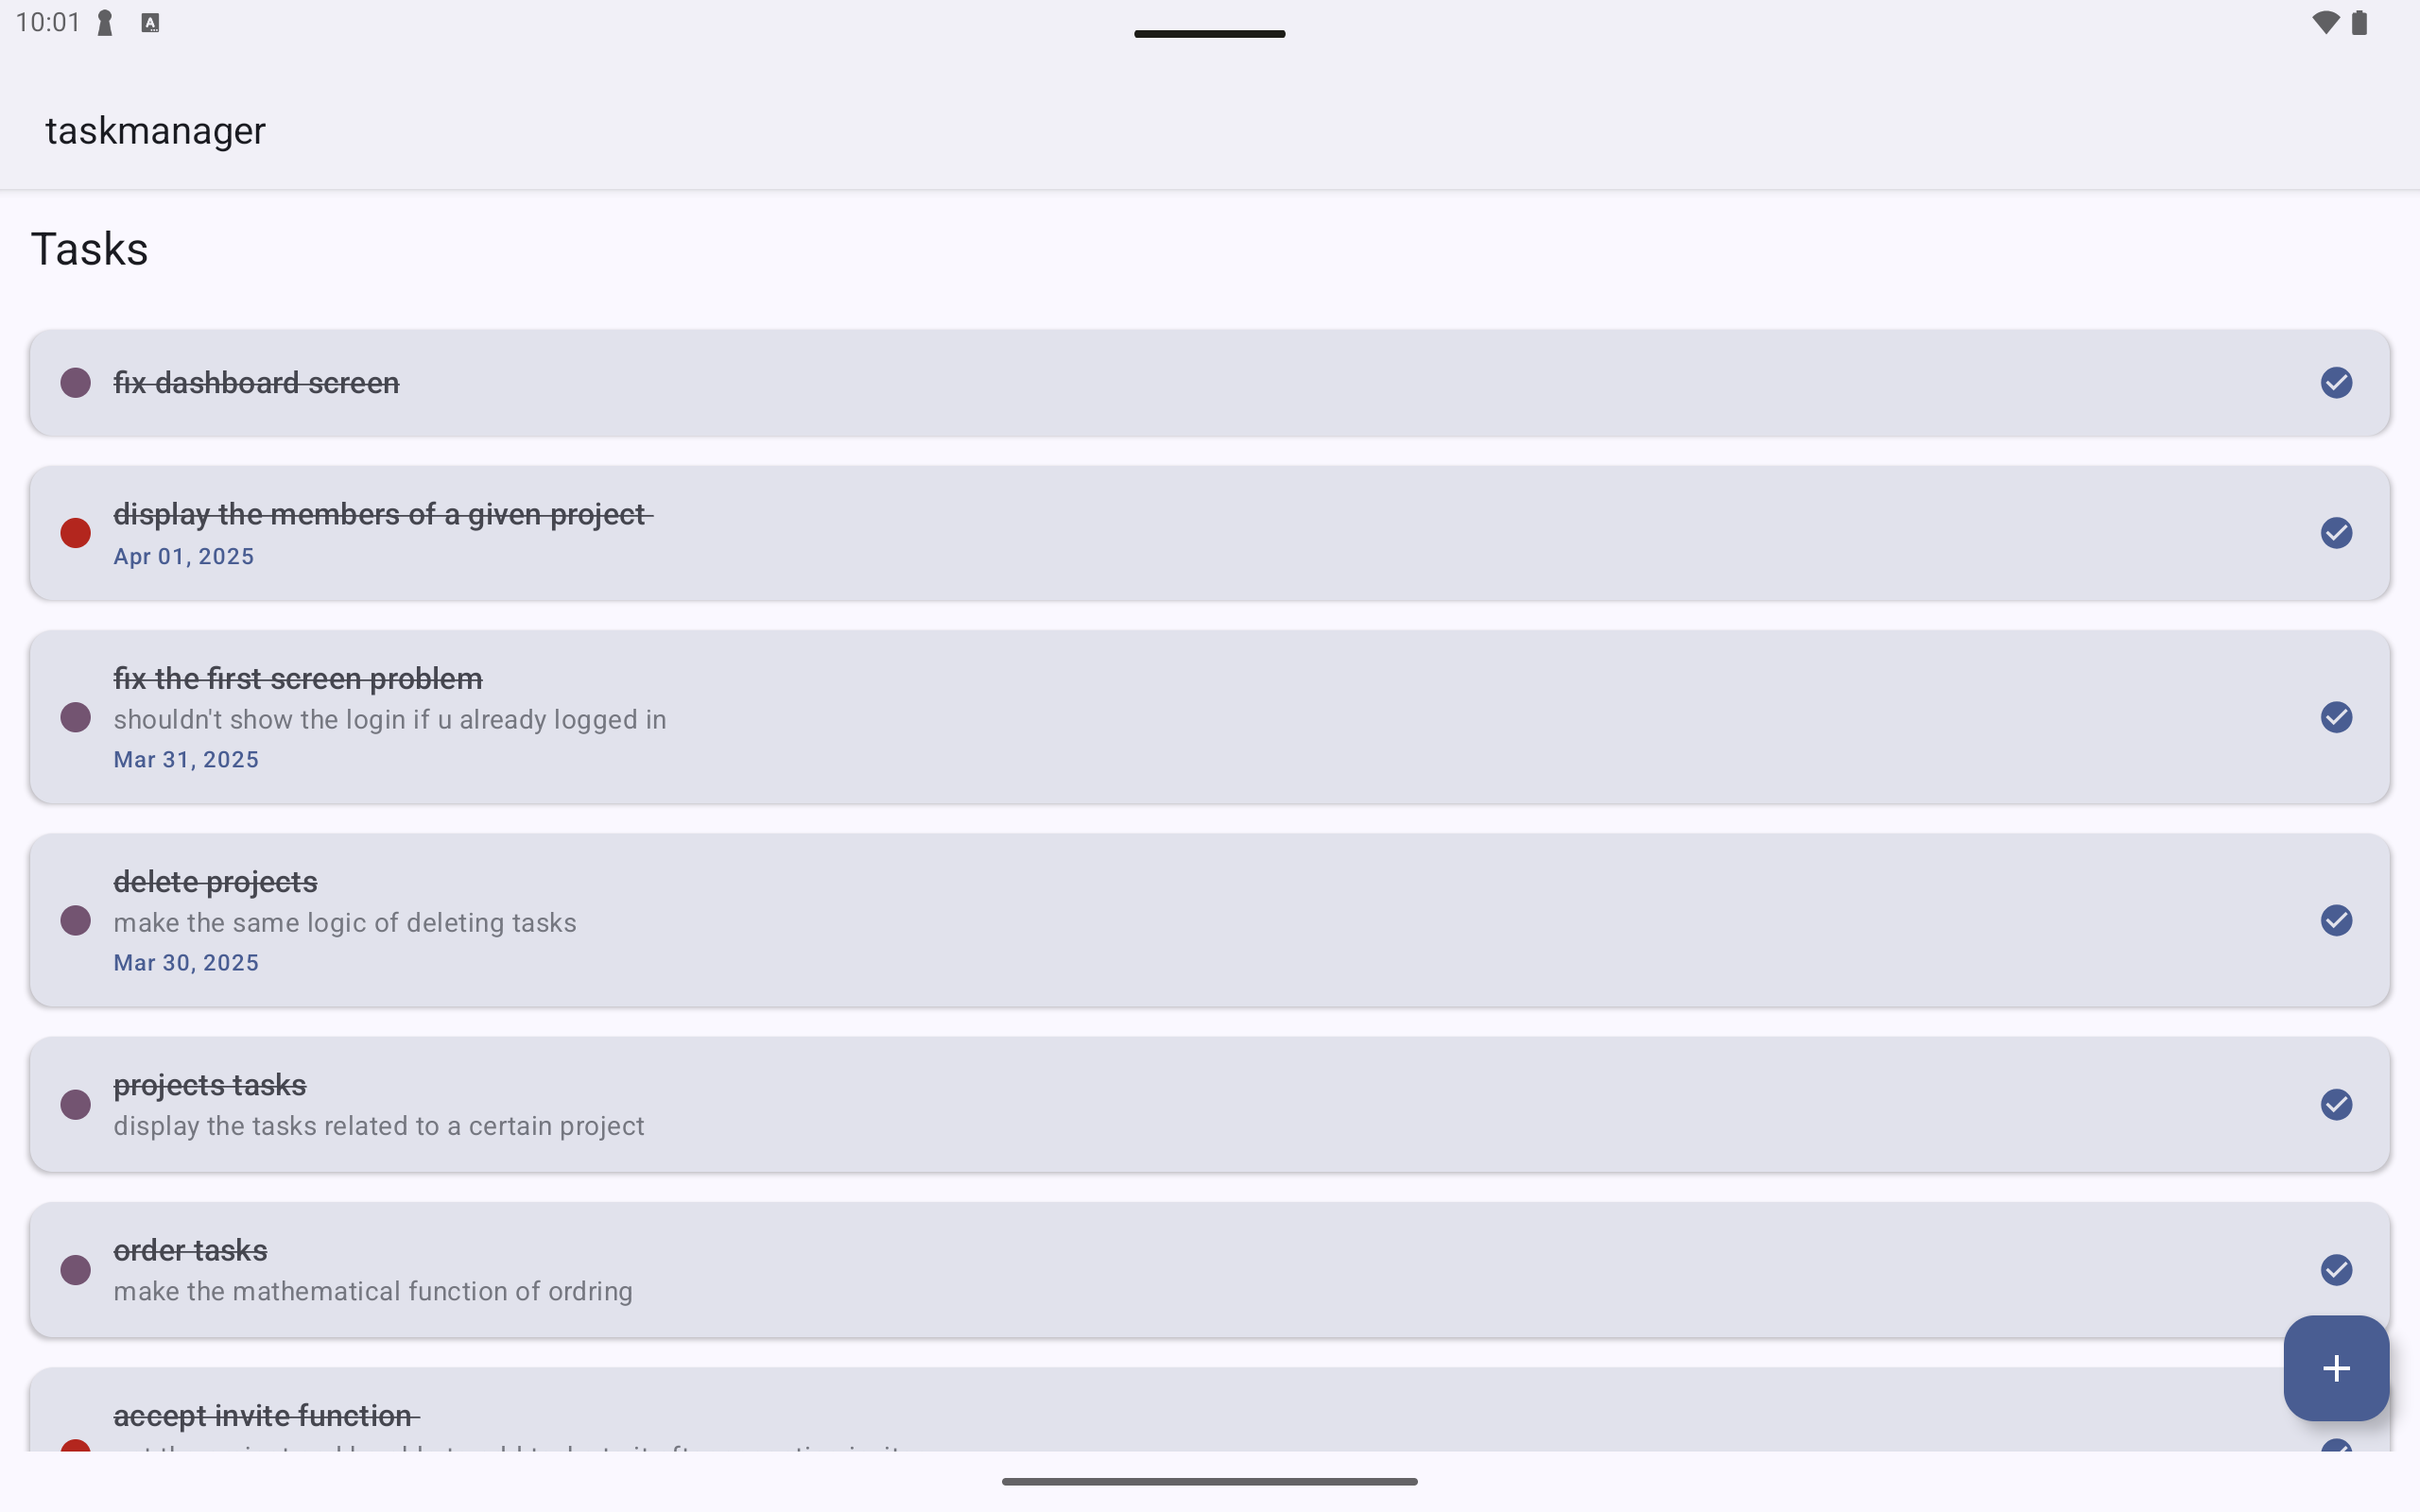 10:01
taskmanager
Tasks
fix dashboard screen
display the members of a given project
Apr 01, 2025
fix the first screen problem
shouldn't show the login if u already logged in
Mar 31, 2025
delete projects
make the same logic of deleting tasks
Mar 30, 2025
projects tasks
display the tasks related to a certain project
order tasks
make the mathematical function of ordring
accept invite function